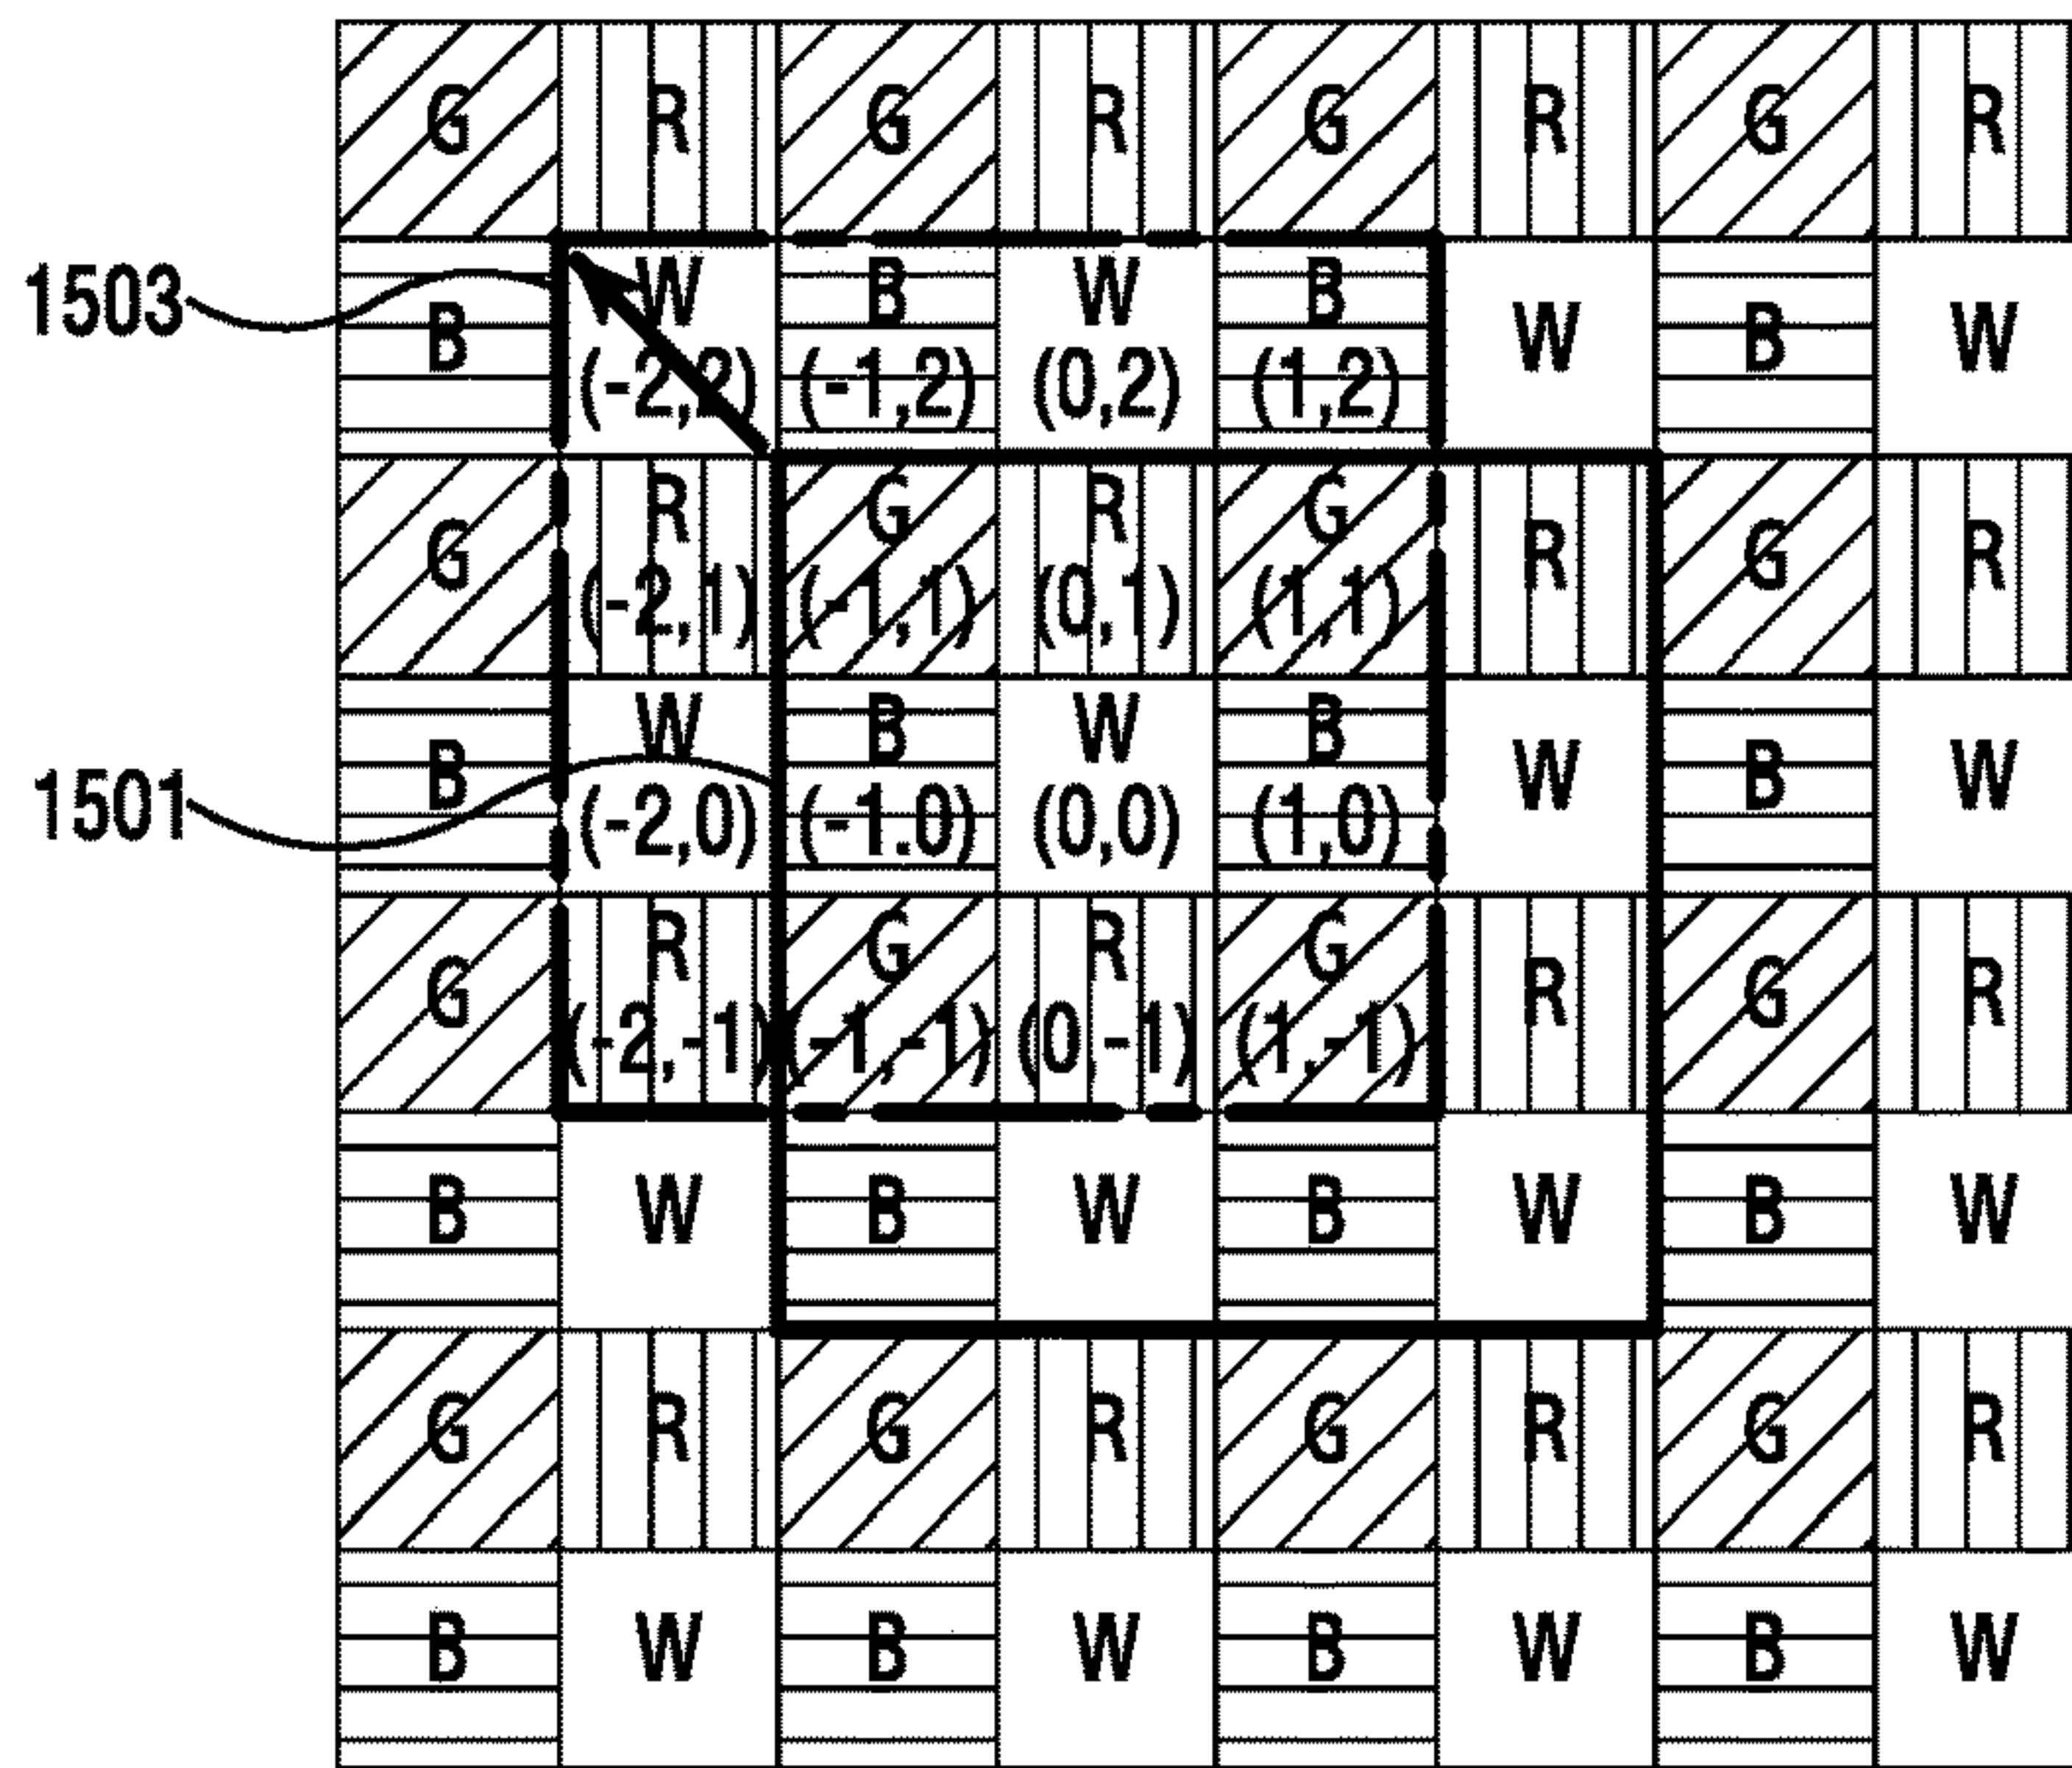 G R G R G R G R
1503
B W B W B W B W
(-2,2) (-1,2) (0,2) (1,2)
G R G R G R G R
(-2,1) (-1,1) (0,1) (1,1)
1501
B W B W B W B W
(-2,0) (-1.0) (0,0) (1,0)
G R G R G R G R
(-2,-1) (-1,-1) (0,-1) (1,-1)
B W B W B W B W
G R G R G R G R
B W B W B W B W